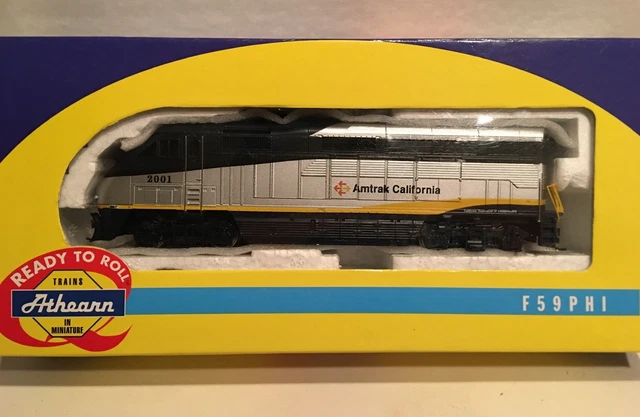 2001
Amtrak California
READY TO ROLL
TRAINS
Athearn
IN
MINIATURE
F59PHI